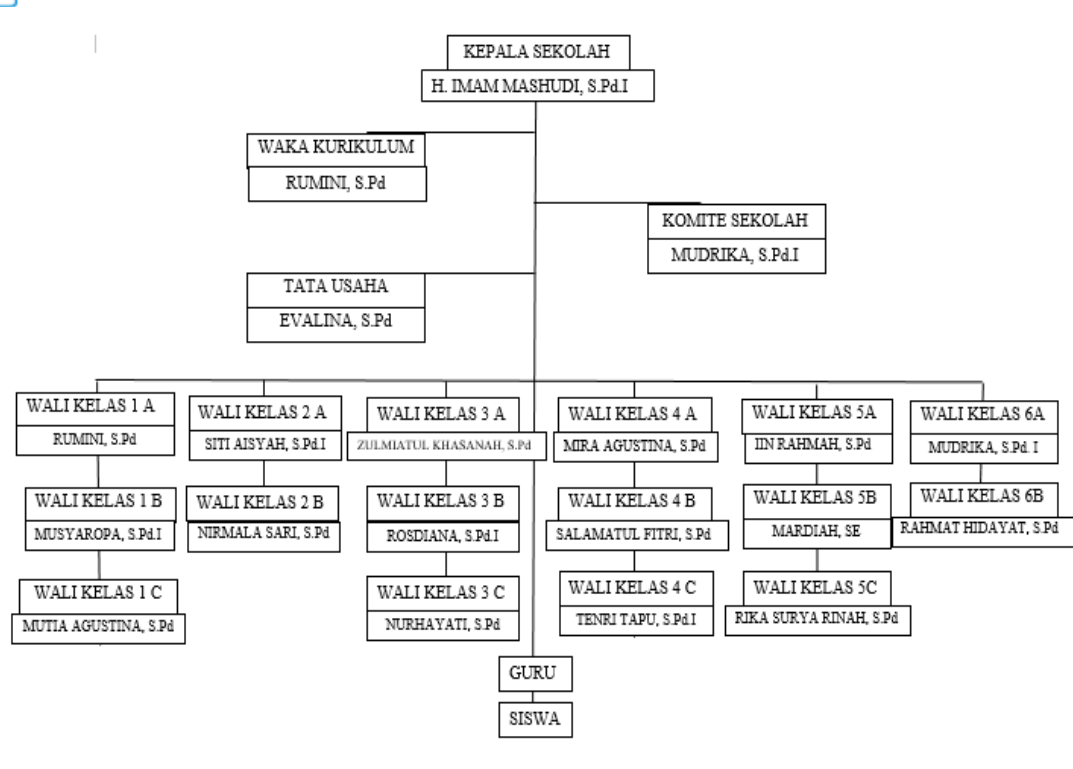 KEPALA SEKOLAH
H. IMAM MASHUDI, S.Pd.I
WAKA KURIKULUM
RUMINI, S.Pd
KOMITE SEKOLAH
MUDRIKA, S.Pd.I
TATA USAHA
EVALINA, S.Pd
WALI KELAS 1 A
RUMINI, S.Pd
WALI KELAS 2 A
SITI AISYAH, S.Pd.I
WALI KELAS 3 A
ZULMIATUL KHASANAH, S.Pd
WALI KELAS 4 A
MIRA AGUSTINA, S.Pd
WALI KELAS 5A
IIN RAHMAH, S.Pd
WALI KELAS 6A
MUDRIKA, S.Pd. I
WALI KELAS 1 B
MUSYAROPA, S.Pd.I
WALI KELAS 2 B
NIRMALA SARI, S.Pd
WALI KELAS 3 B
ROSDIANA, S.Pd.I
WALI KELAS 4 B
SALAMATUL FITRI, S.Pd
WALI KELAS 5B
MARDIAH, SE
WALI KELAS 6B
RAHMAT HIDAYAT, S.Pd
WALI KELAS 1 C
MUTIA AGUSTINA, S.Pd
WALI KELAS 3 C
NURHAYATI, S.Pd
WALI KELAS 4 C
TENRI TAPU, S.Pd.I
WALI KELAS 5C
RIKA SURYA RINAH, S.Pd
GURU
SISWA